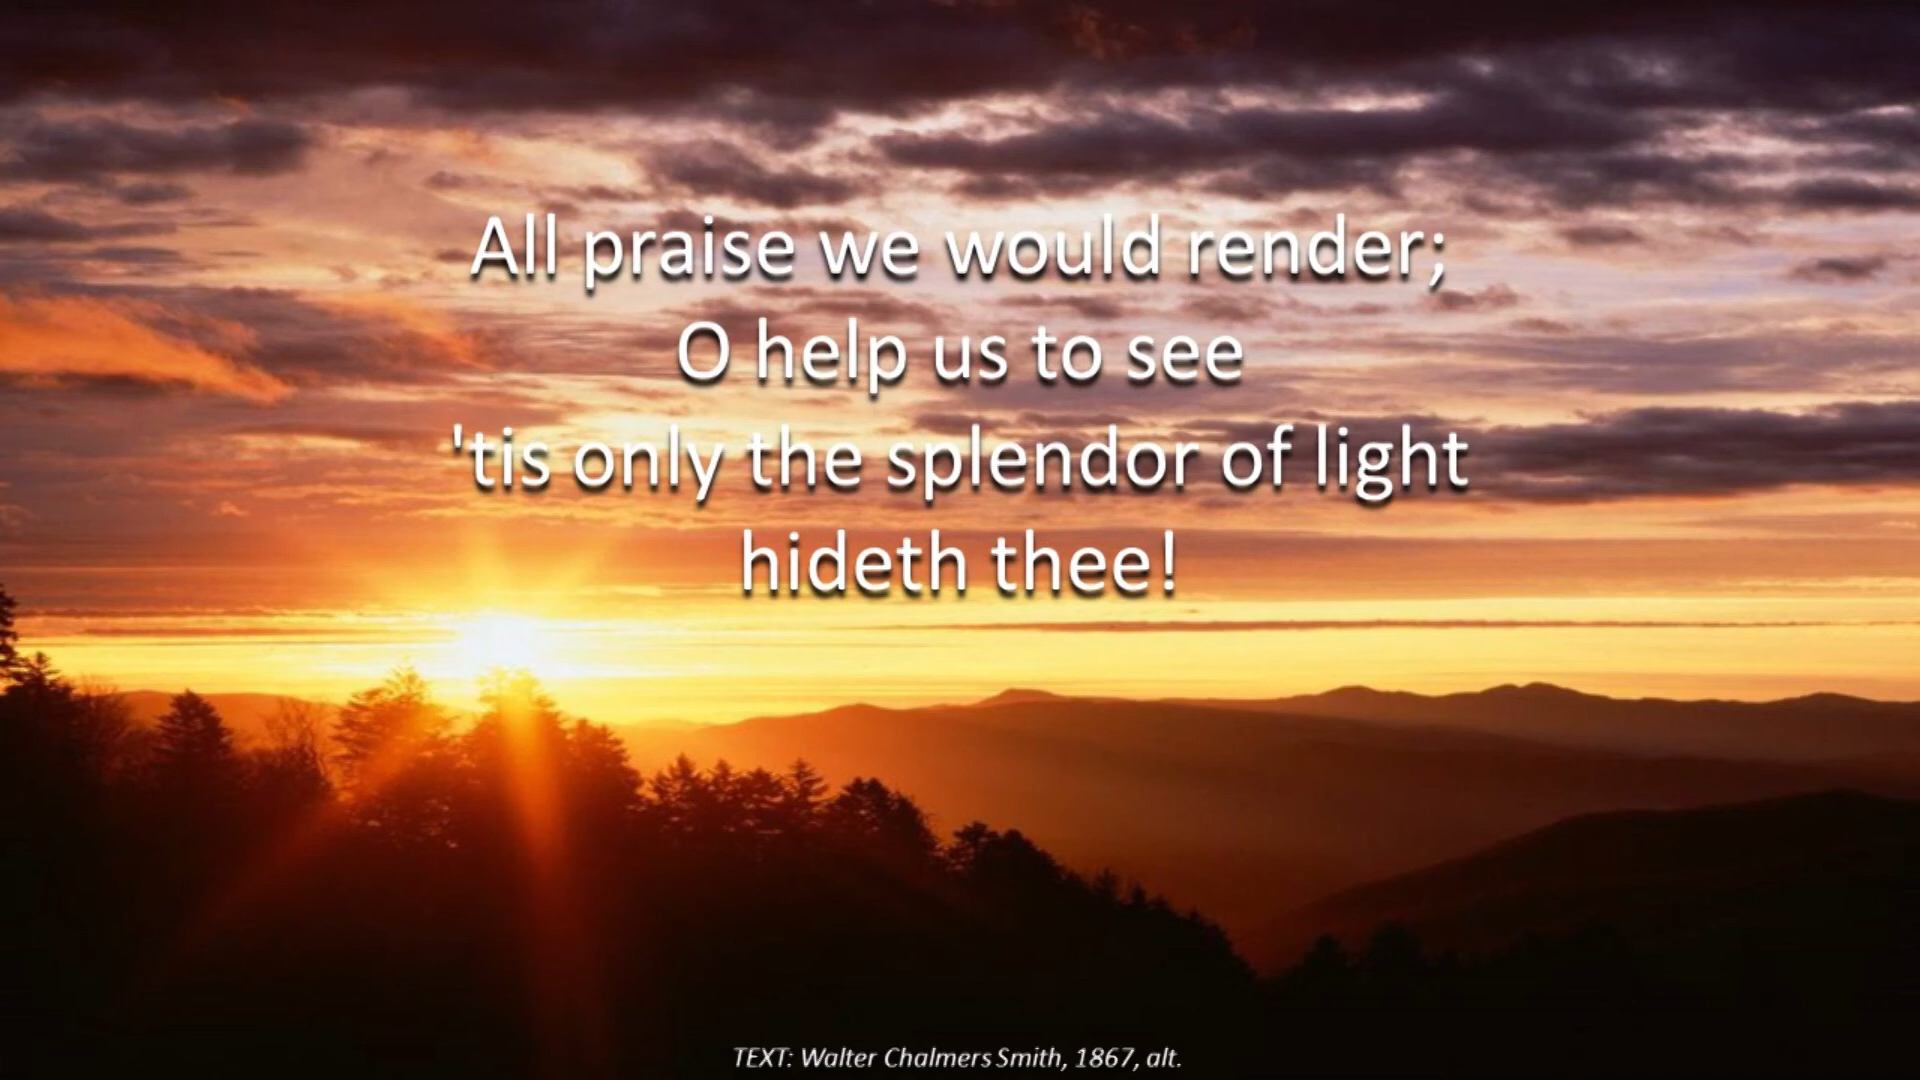 All praise we would render;
O help us to see
'tis only the splendor of light
hideth thee!
TEXT: Walter Chalmers Smith, 1867, alt.